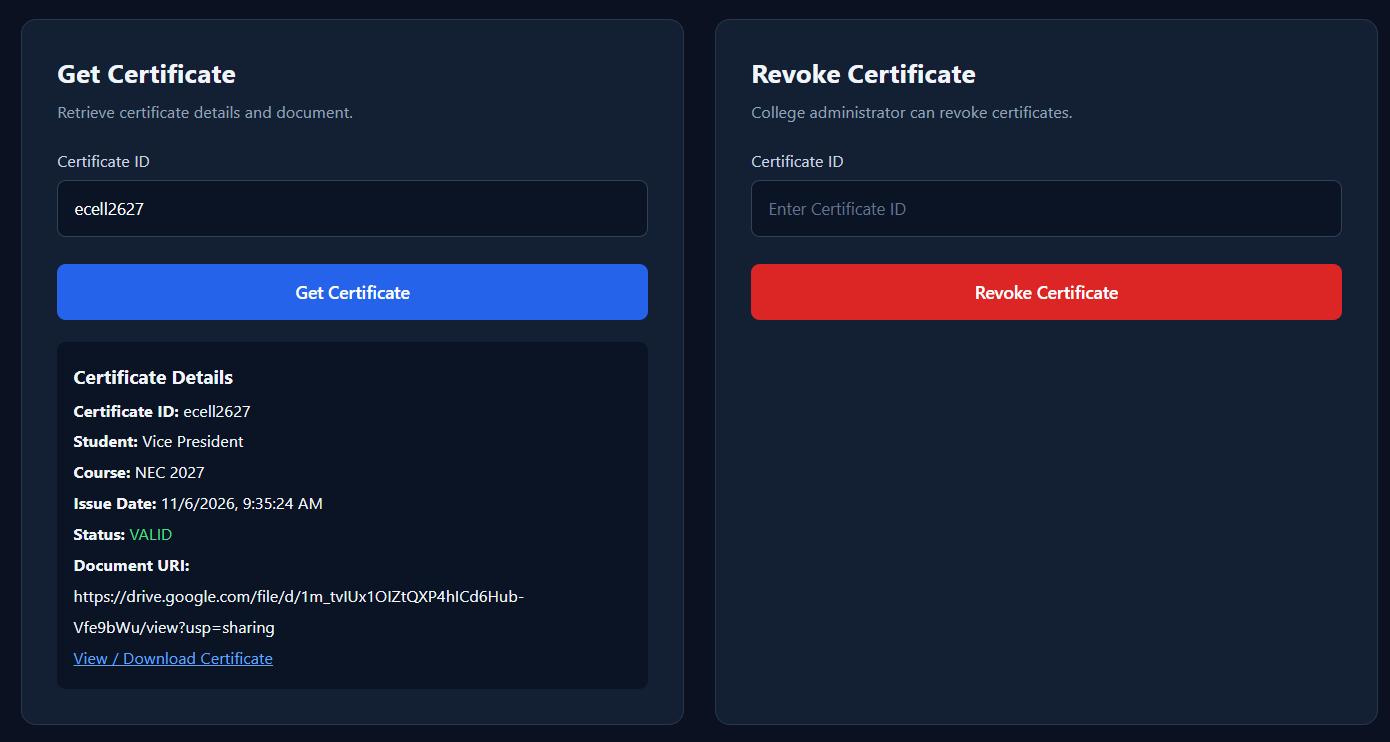 Get Certificate
Retrieve certificate details and document.
Certificate ID
ecell2627
Get Certificate
Certificate Details
Certificate ID: ecell2627
Student: Vice President
Course: NEC 2027
Issue Date: 11/6/2026, 9:35:24 AM
Status: VALID
Document URI:
https://drive.google.com/file/d/1m_tvIUx1OIZtQXP4hICd6Hub-
Vfe9bWu/view?usp=sharing
View / Download Certificate
Revoke Certificate
College administrator can revoke certificates.
Certificate ID
Enter Certificate ID
Revoke Certificate